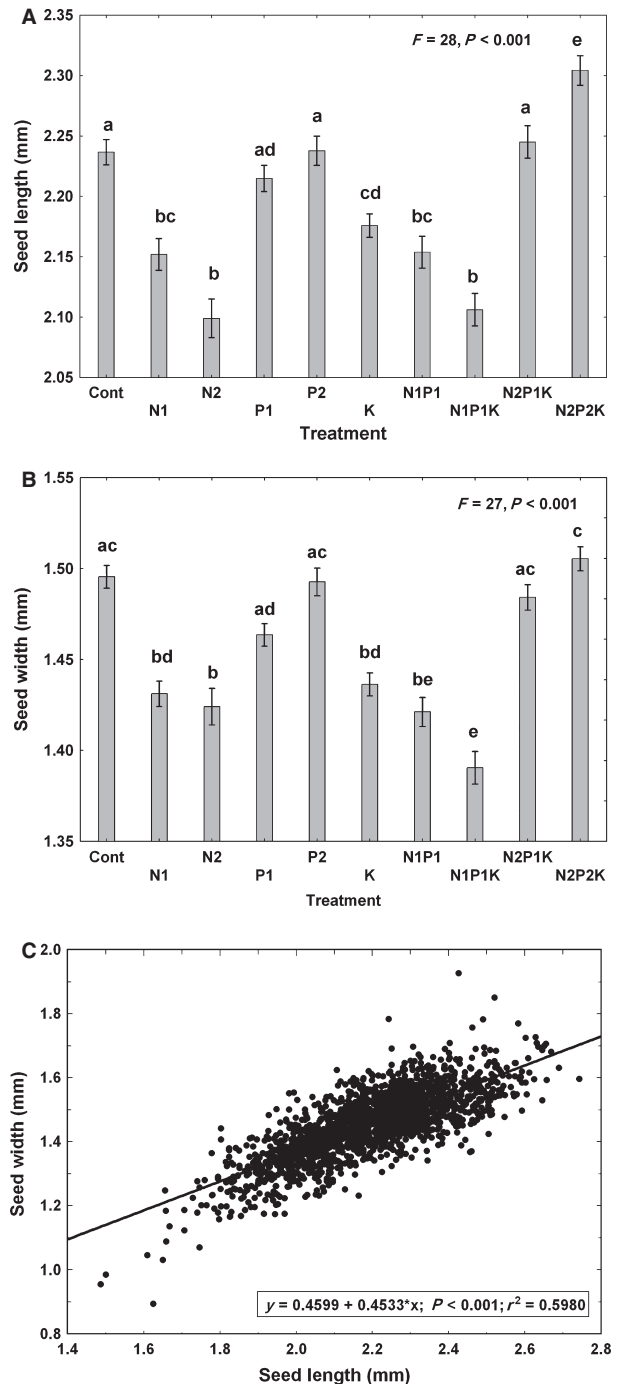 A
2.35
F = 28, P < 0.001
e
2.30
2.25
a
a
a
ad
2.20
cd
bc
bc
2.15
b
b
2.10
2.05
Seed length (mm)
Cont N2 P2 N1P1 N2P1K
N1 P1 K N1P1K N2P2K
Treatment
B
1.55
F = 27, P < 0.001
c
ac
ac
ac
1.50
ad
bd
bd
b
be
1.45
e
1.40
1.35
Seed width (mm)
Cont N2 P2 N1P1 N2P1K
N1 P1 K N1P1K N2P2K
Treatment
C
2.0
1.8
1.6
1.4
1.2
1.0
0.8
Seed width (mm)
y = 0.4599 + 0.4533*x; P < 0.001; r² = 0.5980
1.4 1.6 1.8 2.0 2.2 2.4 2.6 2.8
Seed length (mm)